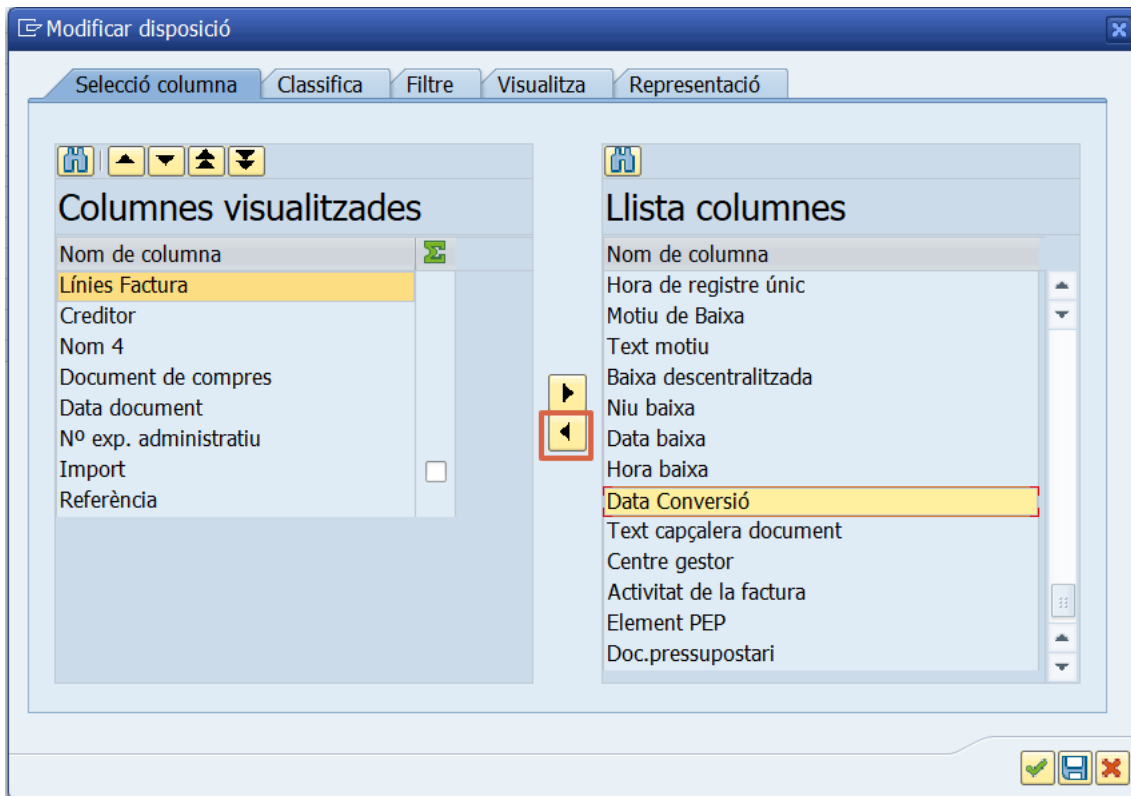 Modificar disposició
Selecció columna
Classifica
Filtre
Visualitza
Representació
Columnes visualitzades
Nom de columna
Línies Factura
Creditor
Nom 4
Document de compres
Data document
Nº exp. administratiu
Import
Referència
Llista columnes
Nom de columna
Hora de registre únic
Motiu de Baixa
Text motiu
Baixa descentralitzada
Niu baixa
Data baixa
Hora baixa
Data Conversió
Text capçalera document
Centre gestor
Activitat de la factura
Element PEP
Doc.pressupostari